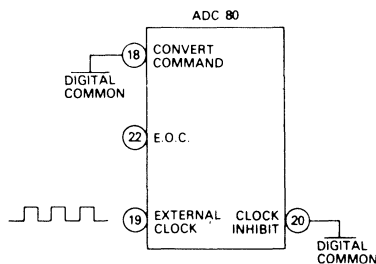 ADC 80
18 CONVERT
COMMAND
DIGITAL
COMMON
22 E.O.C.
19 EXTERNAL CLOCK
CLOCK INHIBIT 20
DIGITAL
COMMON